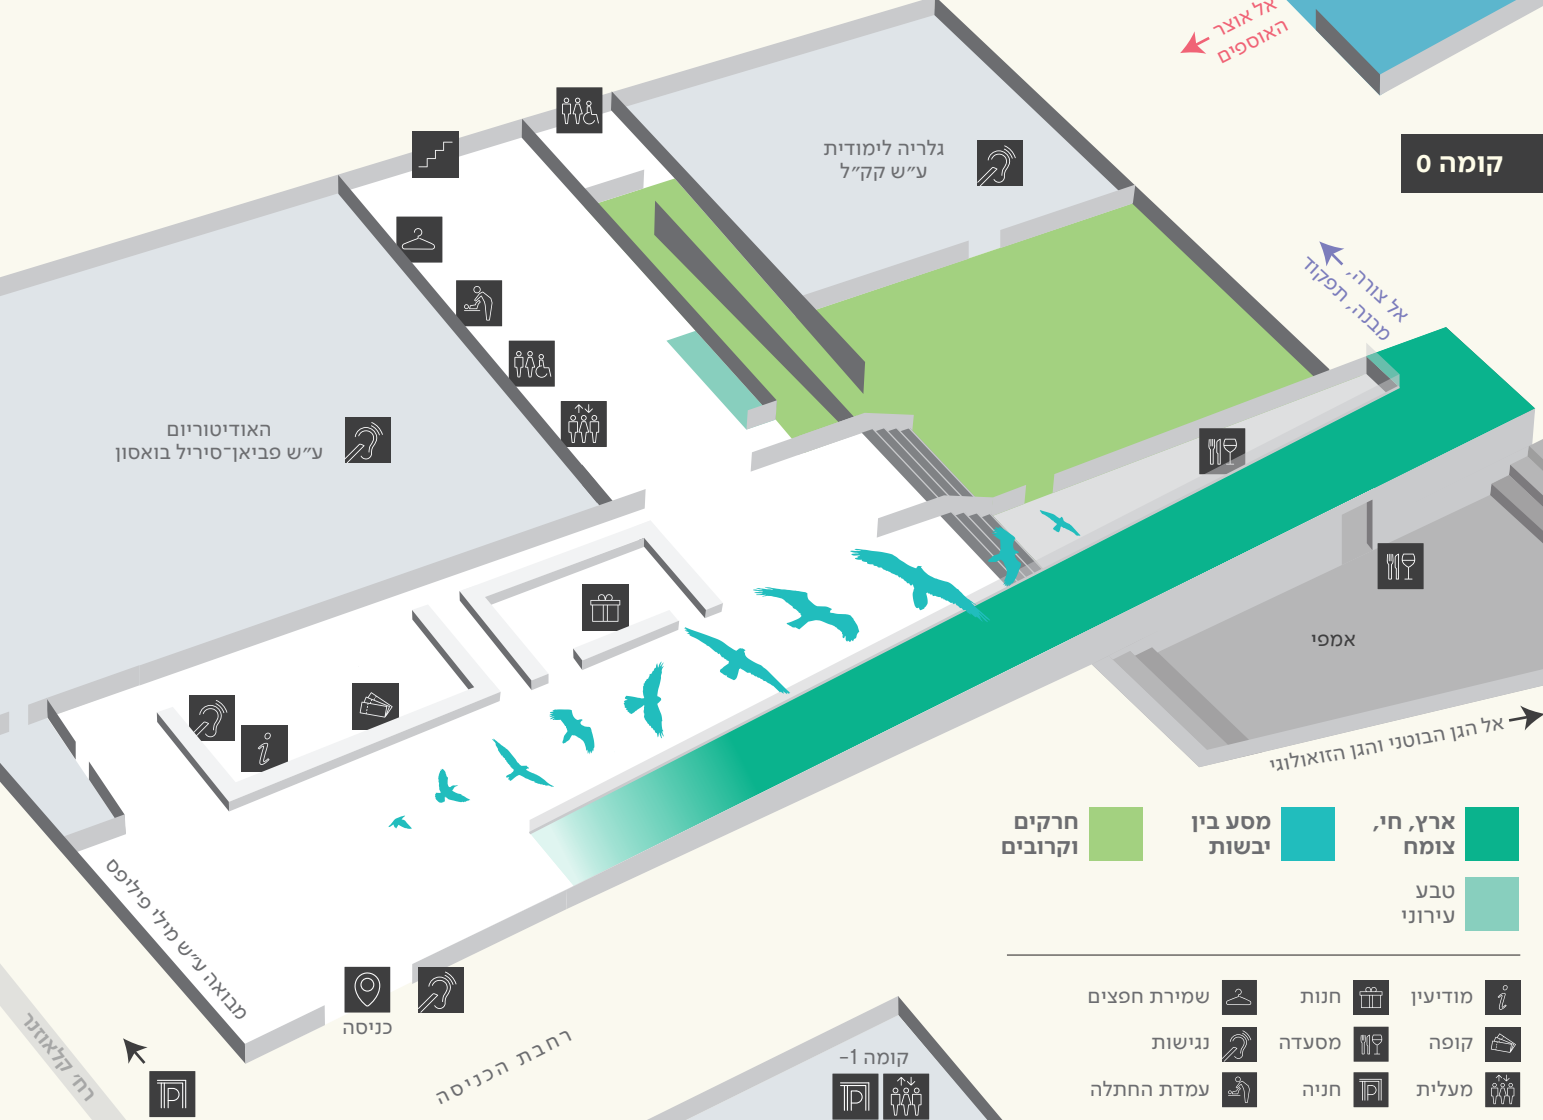 אל אוצר
האוספים
קומה 0
גלריה לימודית
ע״ש קק״ל
אל צורה,
מבנה, תפקוד
האודיטוריום
ע״ש פביאן־סיריל בואסון
אמפי
אל הגן הבוטני והגן הזואולוגי
ארץ, חי,
צומח
מסע בין
יבשות
חרקים
וקרובים
טבע
עירוני
מבואה ע״ש מילי פיליפס
כניסה
רחבת הכניסה
רח׳ קלאוזנר
קומה 1-
מודיעין
חנות
שמירת חפצים
קופה
מסעדה
נגישות
מעלית
חניה
עמדת החתלה